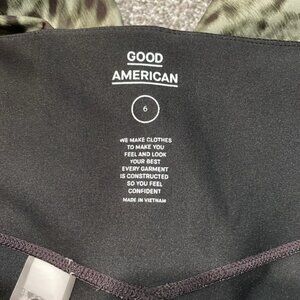 GOOD
AMERICAN
6
WE MAKE CLOTHES
TO MAKE YOU
FEEL AND LOOK
YOUR BEST
EVERY GARMENT
IS CONSTRUCTED
SO YOU FEEL
CONFIDENT
MADE IN VIETNAM